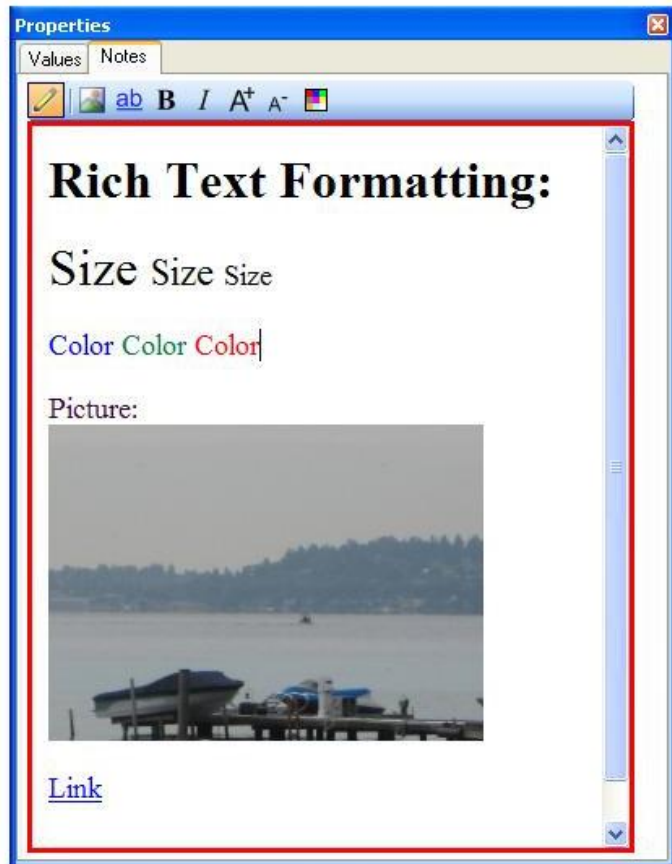 Properties
Values Notes
ab B I A+ A-
Rich Text Formatting:
Size Size Size
Color Color Color
Picture:
Link